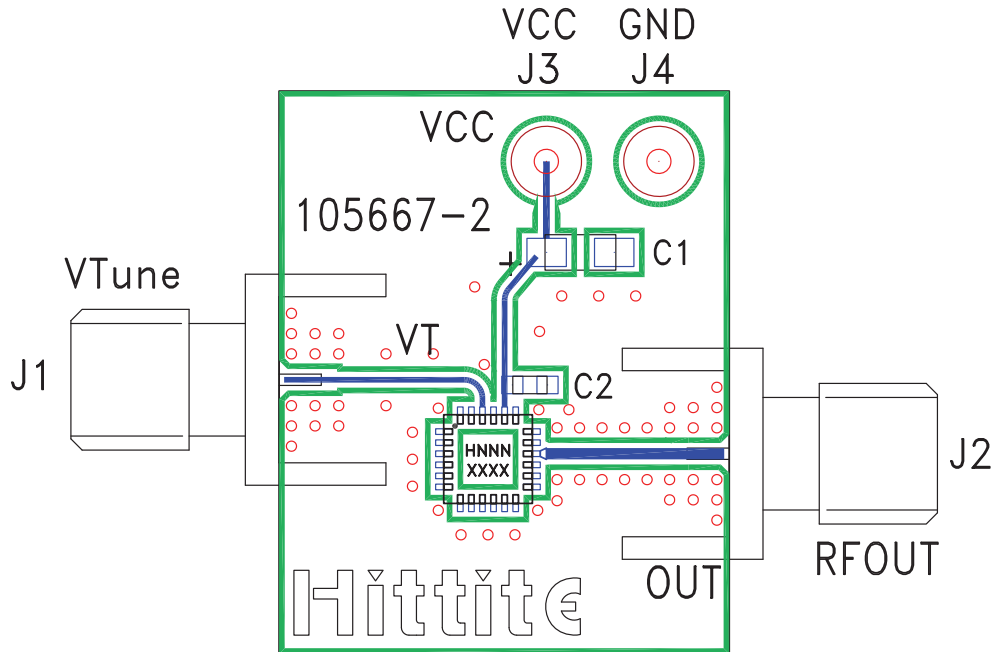 VCC GND
J3 J4
VCC
105667-2
C1
VTune
VT
J1
C2
HNNN
XXXX
J2
RFOUT
OUT
Hittite